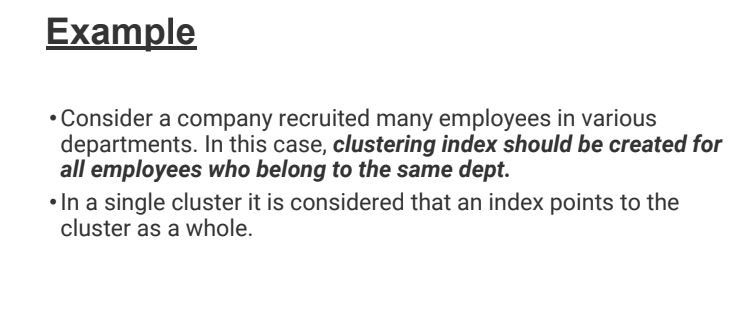 Example
• Consider a company recruited many employees in various
departments. In this case, clustering index should be created for
all employees who belong to the same dept.
• In a single cluster it is considered that an index points to the
cluster as a whole.